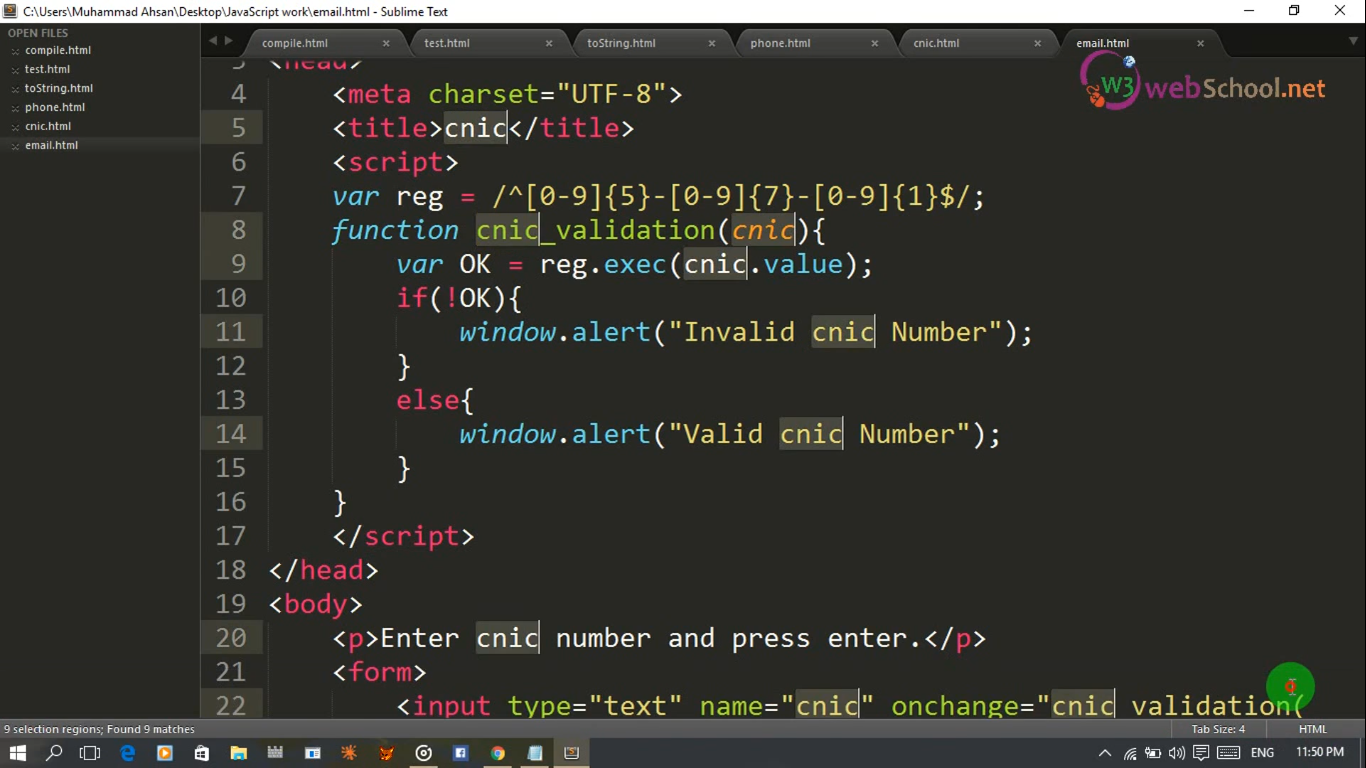 C:\Users\Muhammad Ahsan\Desktop\JavaScript work\email.html - Sublime Text
OPEN FILES
compile.html
test.html
toString.html
phone.html
cnic.html
email.html
compile.html test.html toString.html phone.html cnic.html email.html
W3 webSchool.net
3 <head>
4 <meta charset="UTF-8">
5 <title>cnic</title>
6 <script>
7 var reg = /^[0-9]{5}-[0-9]{7}-[0-9]{1}$/;
8 function cnic_validation(cnic){
9 var OK = reg.exec(cnic.value);
10 if(!OK){
11 window.alert("Invalid cnic Number");
12 }
13 else{
14 window.alert("Valid cnic Number");
15 }
16 }
17 </script>
18 </head>
19 <body>
20 <p>Enter cnic number and press enter.</p>
21 <form>
22 <input type="text" name="cnic" onchange="cnic_validation(
9 selection regions; Found 9 matches Tab Size: 4 HTML
ENG 11:50 PM